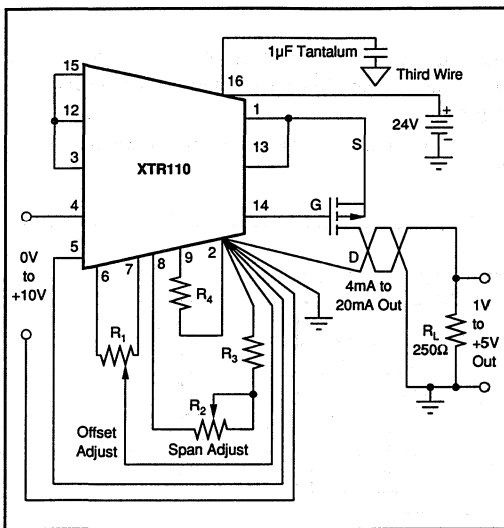 15
16
1µF Tantalum
Third Wire
12
1
+
24V
−
13
S
3
XTR110
4
14
G
5
0V
to
+10V
6
7
8
9
2
D
4mA to
20mA Out
R4
R1
R3
RL
250Ω
1V
to
+5V
Out
R2
Offset
Adjust
Span Adjust